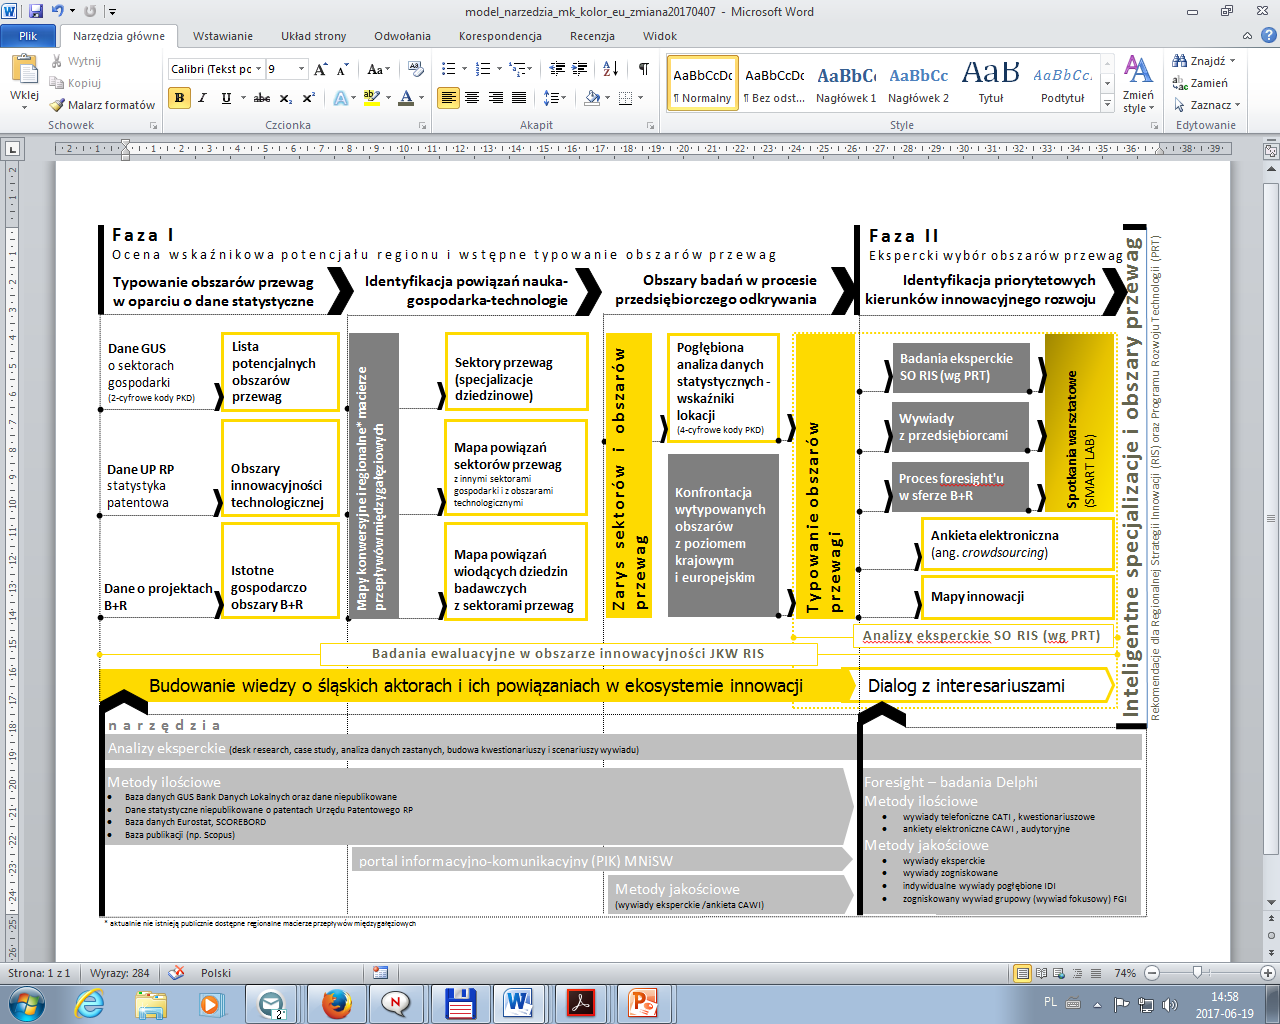 model_narzedzia_mk_kolor_eu_zmiana20170407 - Microsoft Word
Plik
Narzędzia główne
Wstawianie
Układ strony
Odwołania
Korespondencja
Recenzja
Widok
Wklej
Wytnij
Kopiuj
Malarz formatów
Schowek
Calibri (Tekst pc
9
Czcionka
Akapit
AaBbCcDc
¶ Normalny
AaBbCcDc
¶ Bez odst...
AaBbCc
Nagłówek 1
AaBbCc
Nagłówek 2
AaB
Tytuł
AaBbCc.
Podtytuł
Style
Zmień
style
Znajdź
Zamień
Zaznacz
Edytowanie
Faza I
Ocena wskaźnikowa potencjału regionu i wstępne typowanie obszarów przewag
Typowanie obszarów przewag
w oparciu o dane statystyczne
Identyfikacja powiązań nauka-
gospodarka-technologie
Obszary badań w procesie
przedsiębiorczego odkrywania
Faza II
Ekspercki wybór obszarów przewag
Identyfikacja priorytetowych
kierunków innowacyjnego rozwoju
Dane GUS
o sektorach
gospodarki
(2-cyfrowe kody PKD)
Lista
potencjalnych
obszarów
przewag
Dane UP RP
statystyka
patentowa
Obszary
innowacyjności
technologicznej
Dane o projektach
B+R
Istotne
gospodarczo
obszary B+R
Mapy konwersyjne i regionalne* macierze
przepływów międzygałęziowych
Sektory przewag
(specjalizacje
dziedzinowe)
Mapa powiązań
sektorów przewag
z innymi sektorami
gospodarki i z obszarami
technologicznymi
Mapa powiązań
wiodących dziedzin
badawczych
z sektorami przewag
Zarys sektorów i obszarów
przewag
Pogłębiona
analiza danych
statystycznych -
wskaźniki
lokacji
(4-cyfrowe kody PKD)
Konfrontacja
wytypowanych
obszarów
z poziomem
krajowym
i europejskim
Typowanie obszarów
przewagi
Badania eksperckie
SO RIS (wg PRT)
Wywiady
z przedsiębiorcami
Proces foresight'u
w sferze B+R
Spotkania warsztatowe
(SMART LAB)
Ankieta elektroniczna
(ang. crowdsourcing)
Mapy innowacji
Analizy eksperckie SO RIS (wg PRT)
Inteligentne specjalizacje i obszary przewag
Rekomendacje dla Regionalnej Strategii Innowacji (RIS) oraz Programu Rozwoju Technologii (PRT)
Badania ewaluacyjne w obszarze innowacyjności JKW RIS
Budowanie wiedzy o śląskich aktorach i ich powiązaniach w ekosystemie innowacji
Dialog z interesariuszami
narzędzia
Analizy eksperckie (desk research, case study, analiza danych zastanych, budowa kwestionariuszy i scenariuszy wywiadu)
Metody ilościowe
• Baza danych GUS Bank Danych Lokalnych oraz dane niepublikowane
• Dane statystyczne niepublikowane o patentach Urzędu Patentowego RP
• Baza danych Eurostat, SCOREBORD
• Baza publikacji (np. Scopus)
portal informacyjno-komunikacyjny (PIK) MNiSW
Metody jakościowe
(wywiady eksperckie /ankieta CAWI)
Foresight – badania Delphi
Metody ilościowe
• wywiady telefoniczne CATI , kwestionariuszowe
• ankiety elektroniczne CAWI , audytoryjne
Metody jakościowe
• wywiady eksperckie
• wywiady zogniskowane
• indywidualne wywiady pogłębione IDI
• zogniskowany wywiad grupowy (wywiad fokusowy) FGI
* aktualnie nie istnieją publicznie dostępne regionalne macierze przepływów międzygałęziowych
Strona: 1 z 1
Wyrazy: 284
Polski
74%
PL
14:58
2017-06-19